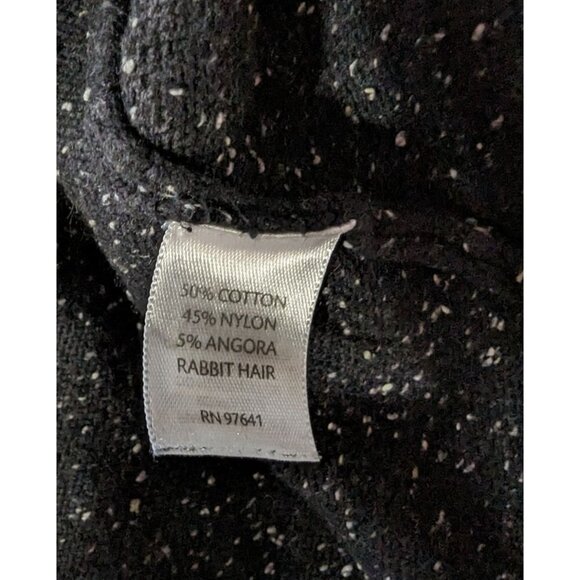 50% COTTON
45% NYLON
5% ANGORA
RABBIT HAIR
RN 97641